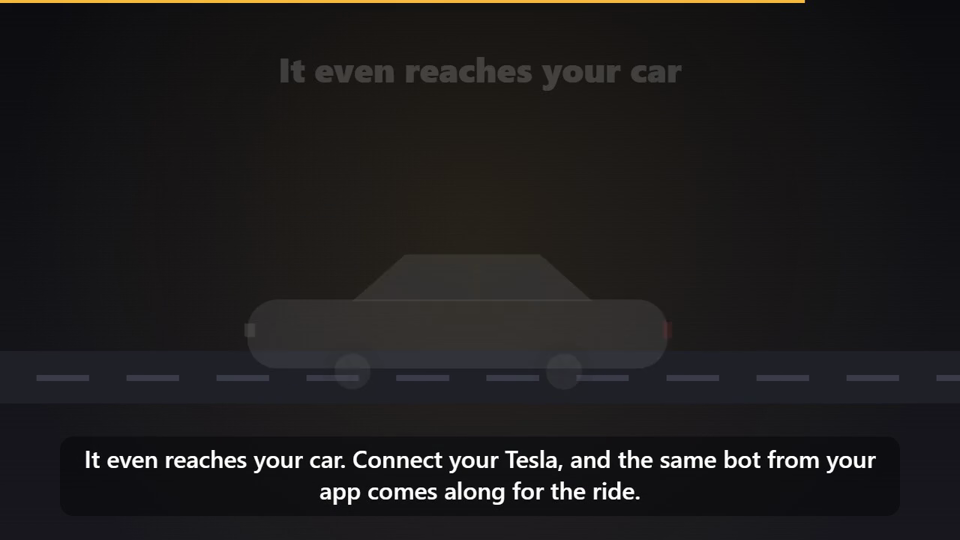 It even reaches your car
It even reaches your car. Connect your Tesla, and the same bot from your
app comes along for the ride.